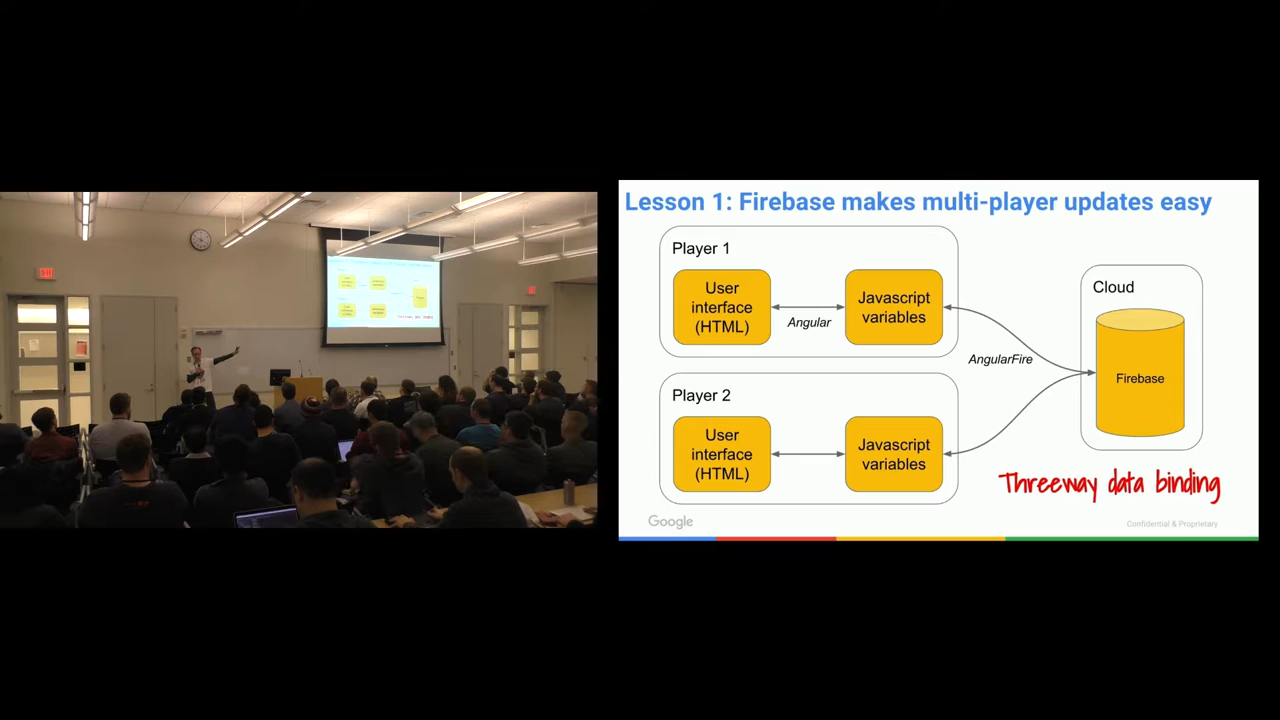 Lesson 1: Firebase makes multi-player updates easy
Player 1
User
interface
(HTML)
Angular
Javascript
variables
AngularFire
Cloud
Firebase
Player 2
User
interface
(HTML)
Javascript
variables
Threeway data binding
Google
Confidential & Proprietary